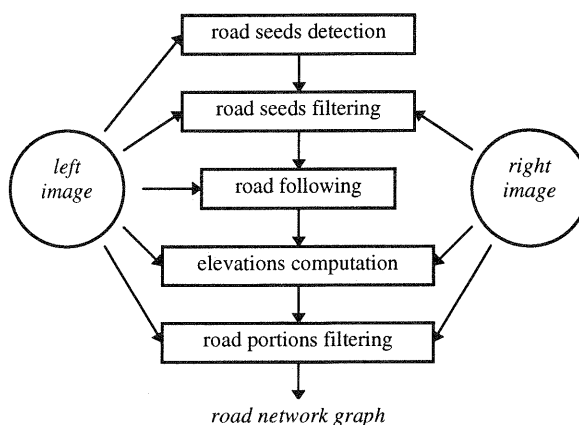 road seeds detection
road seeds filtering
left
image
right
image
road following
elevations computation
road portions filtering
road network graph